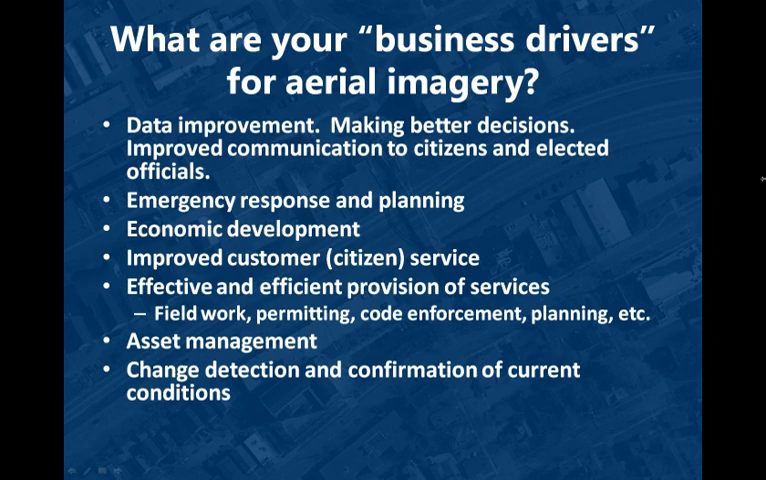 What are your “business drivers”
for aerial imagery?
• Data improvement.  Making better decisions.
Improved communication to citizens and elected
officials.
• Emergency response and planning
• Economic development
• Improved customer (citizen) service
• Effective and efficient provision of services
– Field work, permitting, code enforcement, planning, etc.
• Asset management
• Change detection and confirmation of current
conditions